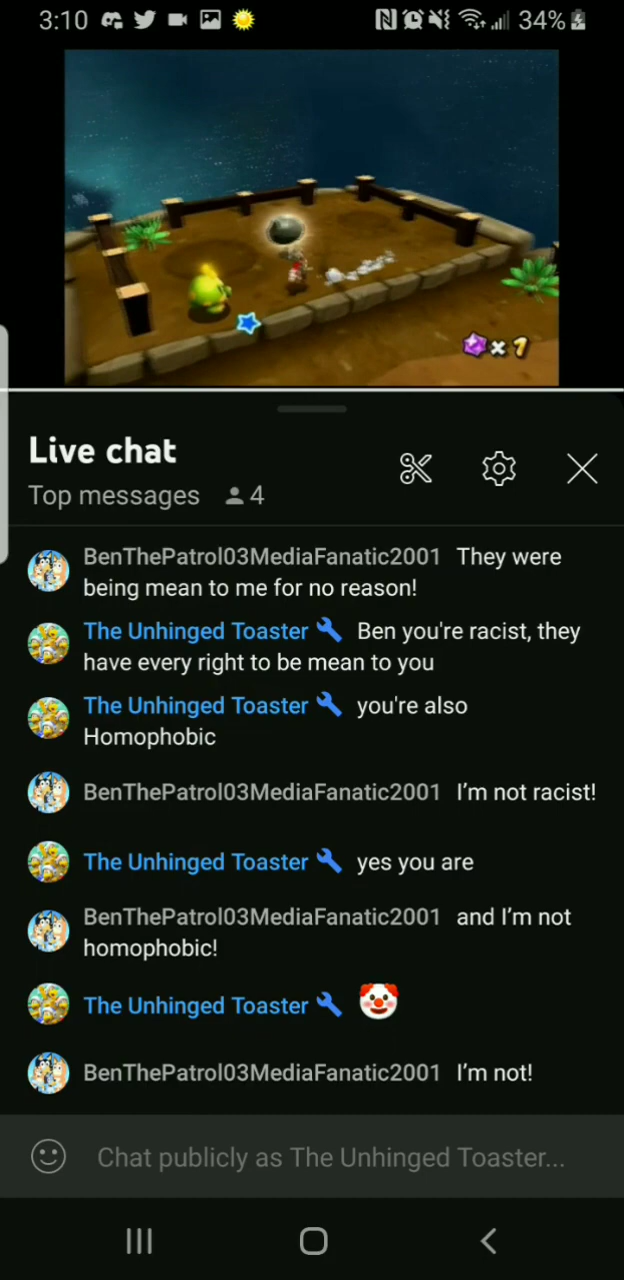 3:10 34%
x 1
Live chat
Top messages 4
BenThePatrol03MediaFanatic2001 They were
being mean to me for no reason!
The Unhinged Toaster Ben you're racist, they
have every right to be mean to you
The Unhinged Toaster you're also
Homophobic
BenThePatrol03MediaFanatic2001 I'm not racist!
The Unhinged Toaster yes you are
BenThePatrol03MediaFanatic2001 and I'm not
homophobic!
The Unhinged Toaster 🤡
BenThePatrol03MediaFanatic2001 I'm not!
Chat publicly as The Unhinged Toaster...